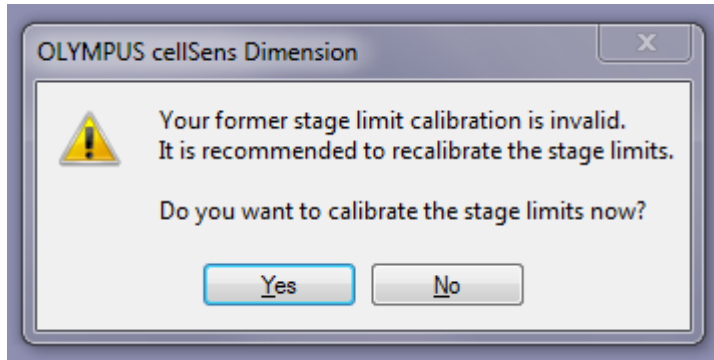 OLYMPUS cellSens Dimension
Your former stage limit calibration is invalid.
It is recommended to recalibrate the stage limits.
Do you want to calibrate the stage limits now?
Yes
No